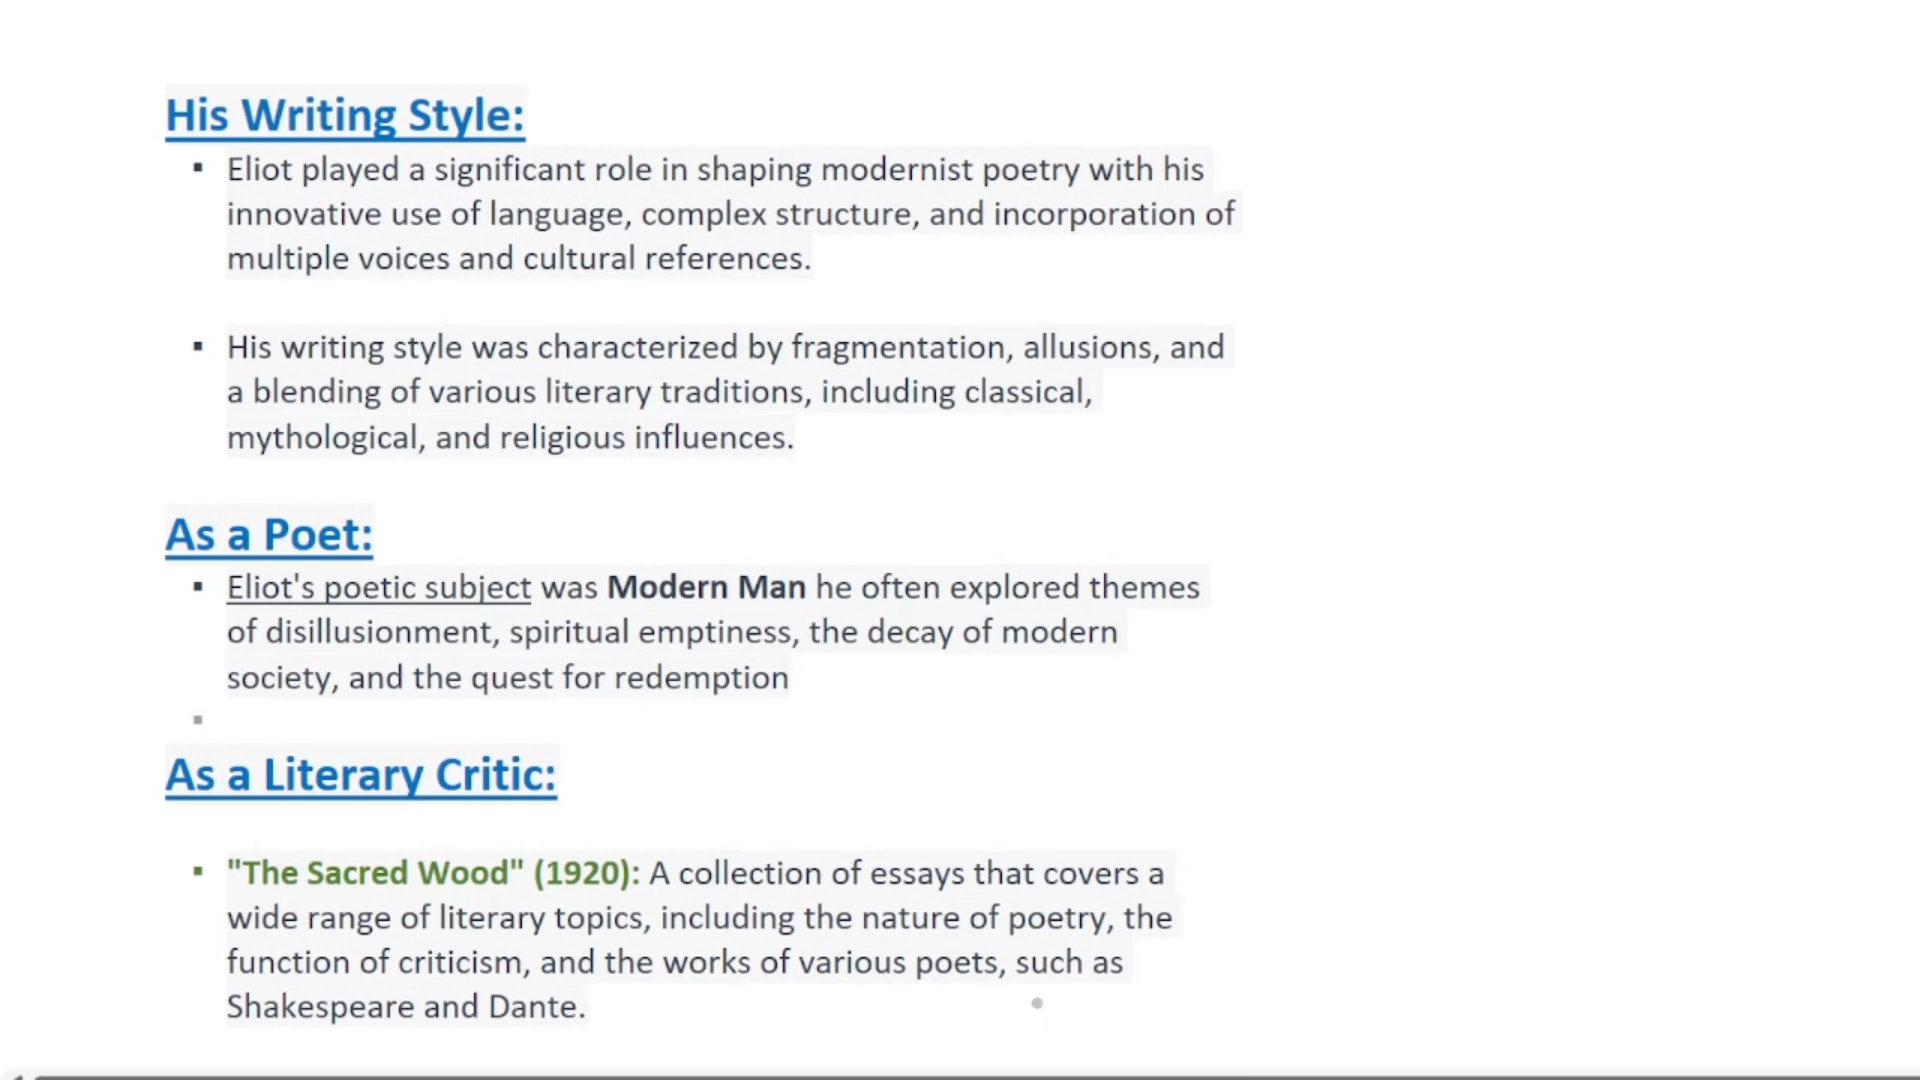 His Writing Style:
▪ Eliot played a significant role in shaping modernist poetry with his
innovative use of language, complex structure, and incorporation of
multiple voices and cultural references.
▪ His writing style was characterized by fragmentation, allusions, and
a blending of various literary traditions, including classical,
mythological, and religious influences.
As a Poet:
▪ Eliot's poetic subject was Modern Man he often explored themes
of disillusionment, spiritual emptiness, the decay of modern
society, and the quest for redemption
▪
As a Literary Critic:
▪ "The Sacred Wood" (1920): A collection of essays that covers a
wide range of literary topics, including the nature of poetry, the
function of criticism, and the works of various poets, such as
Shakespeare and Dante.